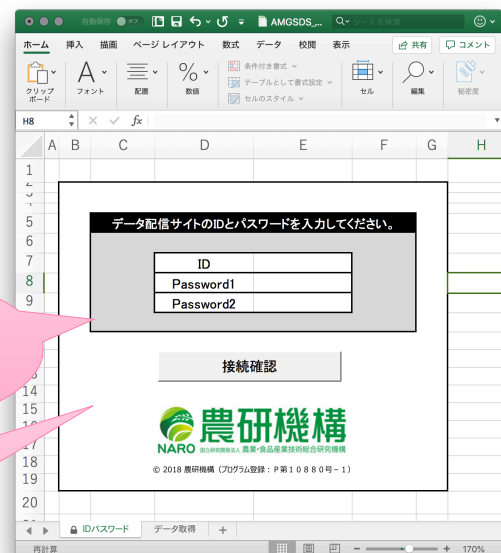 自動保存 オフ AMGSDS_... シートを検索
ホーム 挿入 描画 ページ レイアウト 数式 データ 校閲 表示 共有 コメント
クリップボード フォント 配置 % 数値 条件付き書式 テーブルとして書式設定 セルのスタイル セル 編集 秘密度
H8 fx
A B C D E F G H
1
5 データ配信サイトのIDとパスワードを入力してください。
6
7 ID
8 Password1
9 Password2
接続確認
14
15
農研機構
NARO 国立研究開発法人 農業・食品産業技術総合研究機構
18 © 2018 農研機構（プログラム登録：Ｐ第１０８８０号－１）
19
20
IDパスワード データ取得 +
再計算 - + 170%